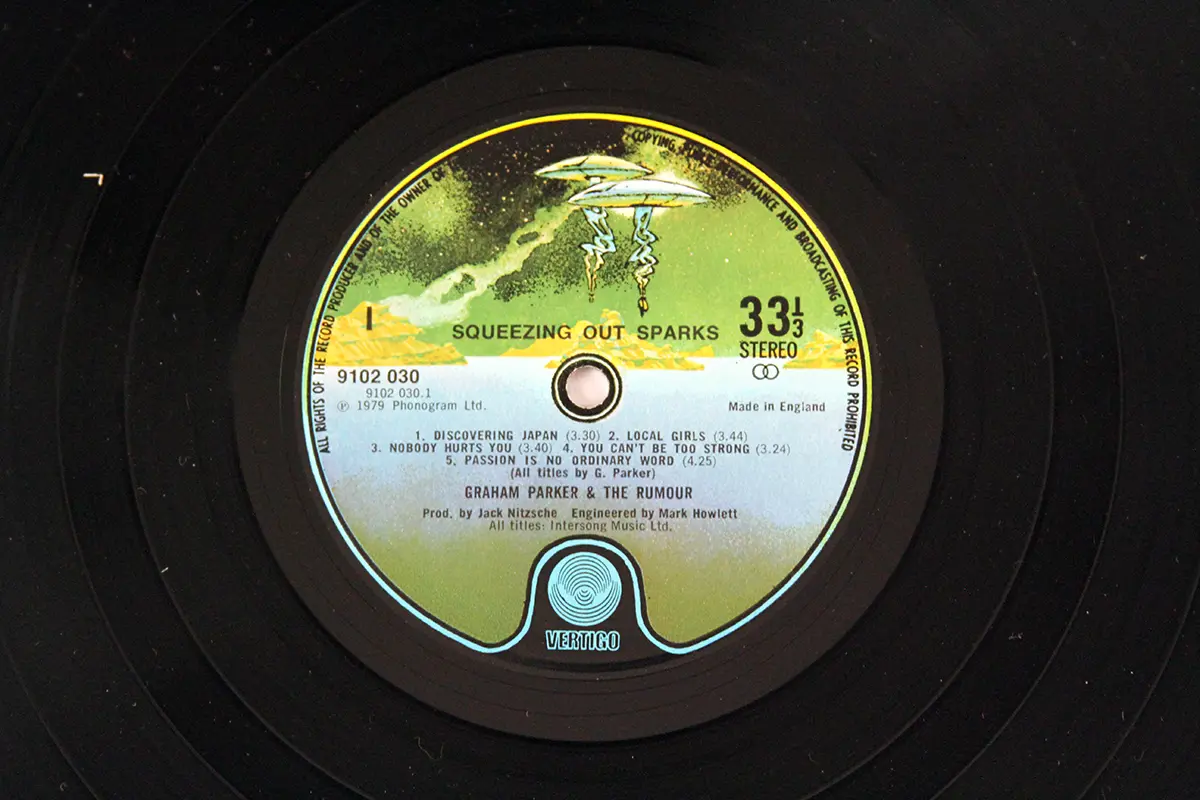 ALL RIGHTS OF THE RECORD PRODUCER AND OF THE OWNER OF
COPYING, PERFORMANCE AND BROADCASTING OF THIS RECORD PROHIBITED
I
SQUEEZING OUT SPARKS
33 1/3
STEREO
9102 030
9102 030.1
℗ 1979 Phonogram Ltd.
Made in England
1. DISCOVERING JAPAN (3.30) 2. LOCAL GIRLS (3.44)
3. NOBODY HURTS YOU (3.40) 4. YOU CAN'T BE TOO STRONG (3.24)
5. PASSION IS NO ORDINARY WORD (4.25)
(All titles by G. Parker)
GRAHAM PARKER & THE RUMOUR
Prod. by Jack Nitzsche Engineered by Mark Howlett
All titles: Intersong Music Ltd.
VERTIGO